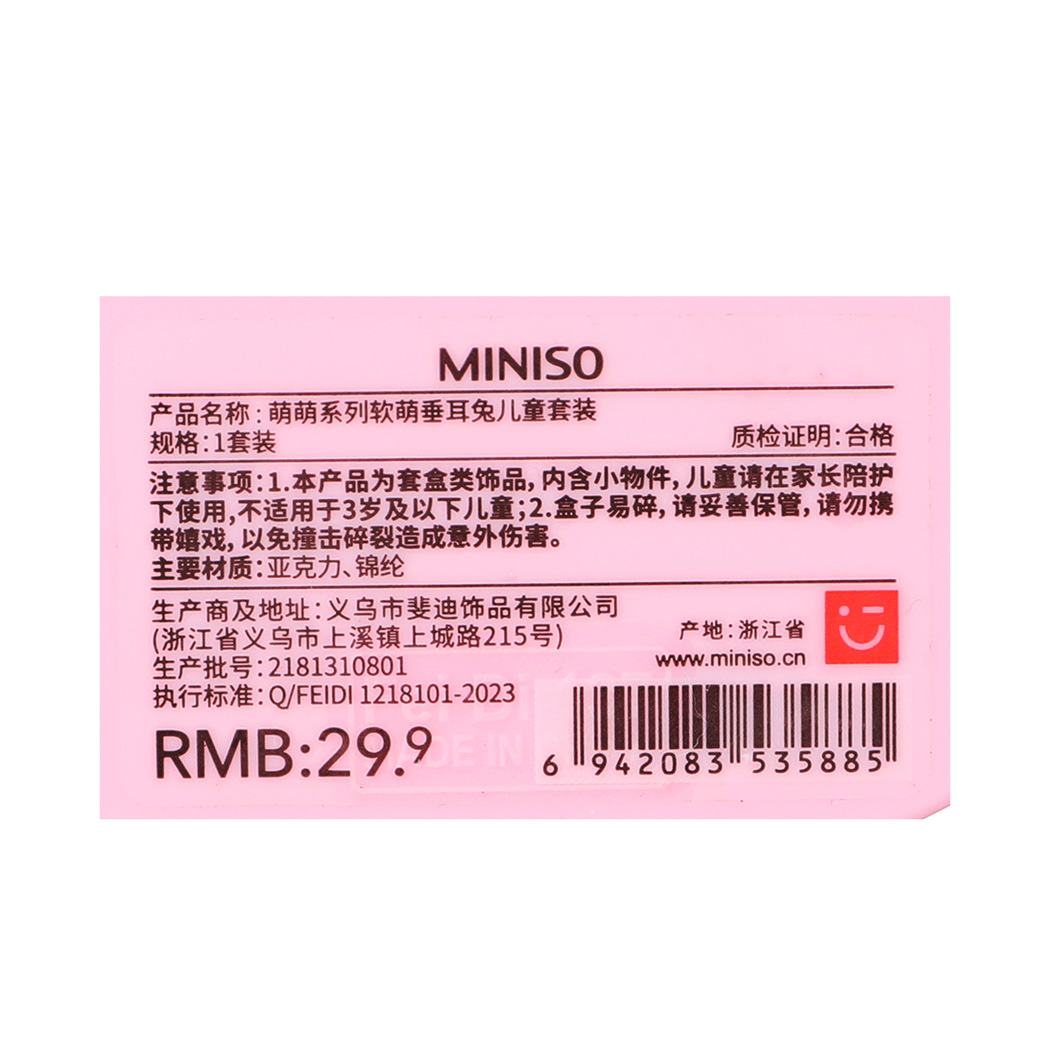 MINISO
产品名称：萌萌系列软萌垂耳兔儿童套装
规格：1套装
质检证明：合格
注意事项：1.本产品为套盒类饰品，内含小物件，儿童请在家长陪护
下使用，不适用于3岁及以下儿童；2.盒子易碎，请妥善保管，请勿携
带嬉戏，以免撞击碎裂造成意外伤害。
主要材质：亚克力、锦纶
生产商及地址：义乌市斐迪饰品有限公司
(浙江省义乌市上溪镇上城路215号)
产地：浙江省
生产批号：2181310801
www.miniso.cn
执行标准：Q/FEIDI 1218101-2023
RMB:29.9
6 942083 535885
MADE IN